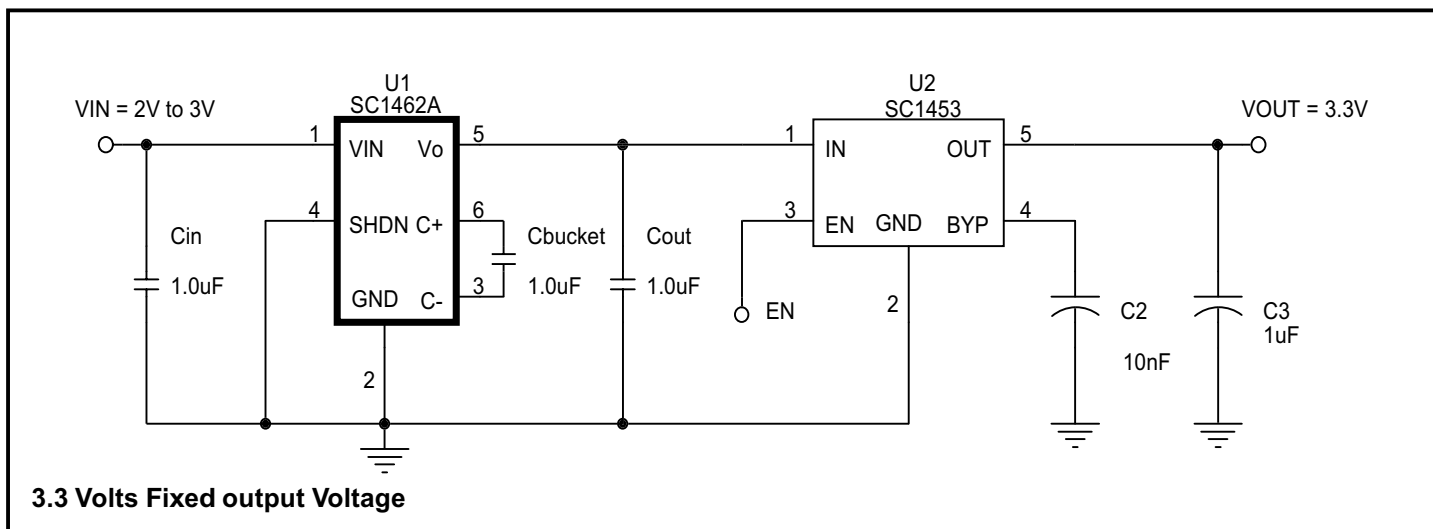 U1
SC1462A
U2
SC1453
VIN = 2V to 3V
VOUT = 3.3V
1
VIN
Vo
5
1
IN
OUT
5
4
SHDN
C+
6
3
EN
GND
BYP
4
Cin
1.0uF
Cbucket
1.0uF
Cout
1.0uF
GND
C-
3
2
EN
2
C2
10nF
C3
1uF
3.3 Volts Fixed output Voltage